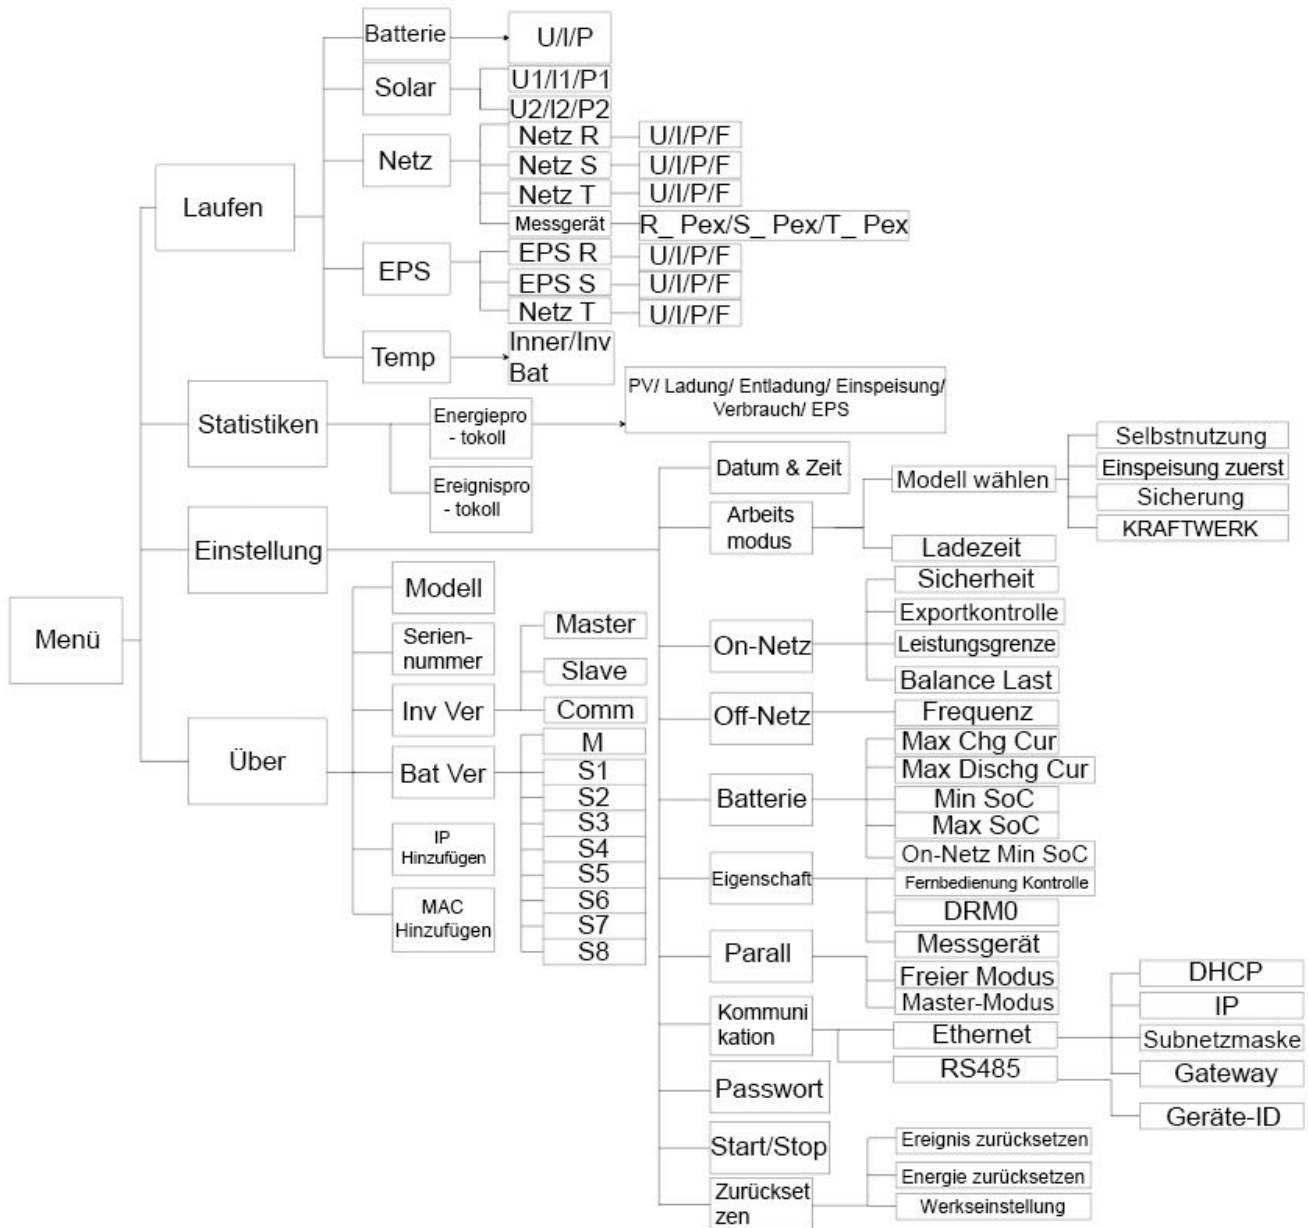 Menü
Laufen
Batterie
U/I/P
Solar
U1/I1/P1
U2/I2/P2
Netz
Netz R
U/I/P/F
Netz S
U/I/P/F
Netz T
U/I/P/F
Messgerät
R_ Pex/S_ Pex/T_ Pex
EPS
EPS R
U/I/P/F
EPS S
U/I/P/F
Netz T
U/I/P/F
Temp
Inner/Inv
Bat
Statistiken
Energiepro
- tokoll
PV/ Ladung/ Entladung/ Einspeisung/
Verbrauch/ EPS
Ereignispro
- tokoll
Einstellung
Datum & Zeit
Arbeits
modus
Modell wählen
Selbstnutzung
Einspeisung zuerst
Sicherung
KRAFTWERK
Ladezeit
On-Netz
Sicherheit
Exportkontrolle
Leistungsgrenze
Balance Last
Off-Netz
Frequenz
Batterie
Max Chg Cur
Max Dischg Cur
Min SoC
Max SoC
On-Netz Min SoC
Eigenschaft
Fernbedienung Kontrolle
DRM0
Messgerät
Parall
Freier Modus
Master-Modus
Kommuni
kation
Ethernet
DHCP
IP
Subnetzmaske
Gateway
RS485
Geräte-ID
Passwort
Start/Stop
Zurückset
zen
Ereignis zurücksetzen
Energie zurücksetzen
Werkseinstellung
Über
Modell
Serien-
nummer
Inv Ver
Master
Slave
Comm
Bat Ver
M
S1
S2
S3
S4
S5
S6
S7
S8
IP
Hinzufügen
MAC
Hinzufügen